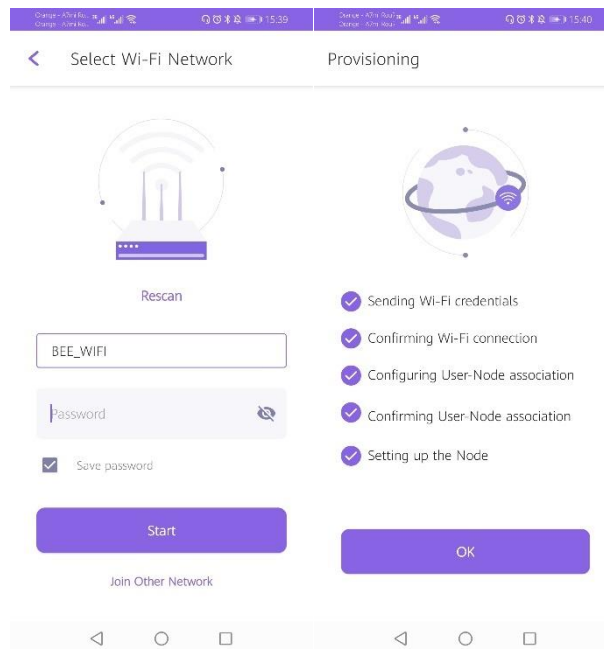 15:39
Select Wi-Fi Network
Rescan
BEE_WIFI
Password
Save password
Start
Join Other Network
15:40
Provisioning
Sending Wi-Fi credentials
Confirming Wi-Fi connection
Configuring User-Node association
Confirming User-Node association
Setting up the Node
OK